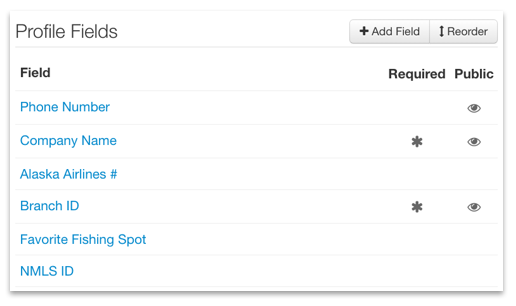 Profile Fields
Add Field Reorder
Field Required Public
Phone Number
Company Name
Alaska Airlines #
Branch ID
Favorite Fishing Spot
NMLS ID